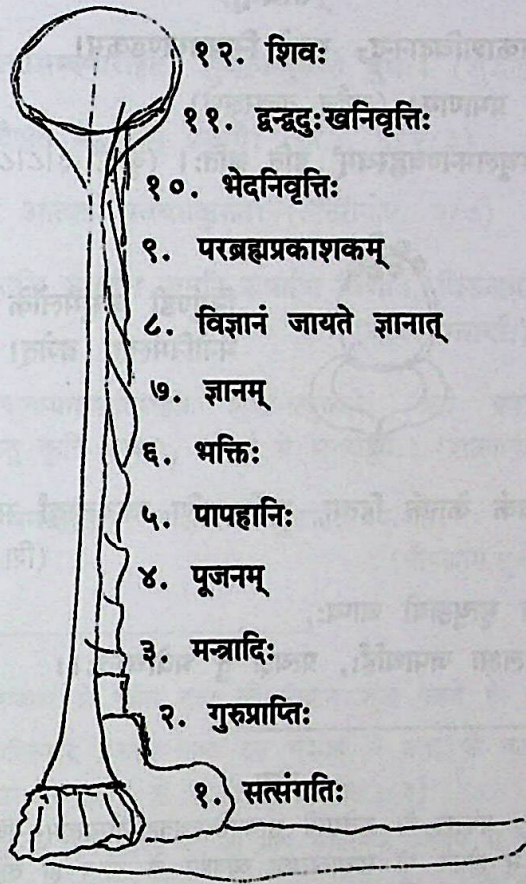 १२. शिवः
११. द्वन्द्वदुःखनिवृत्तिः
१०. भेदनिवृत्तिः
९. परब्रह्मप्रकाशकम्
८. विज्ञानं जायते ज्ञानात्
७. ज्ञानम्
६. भक्तिः
५. पापहानिः
४. पूजनम्
३. मन्त्रादिः
२. गुरुप्राप्तिः
१. सत्संगतिः